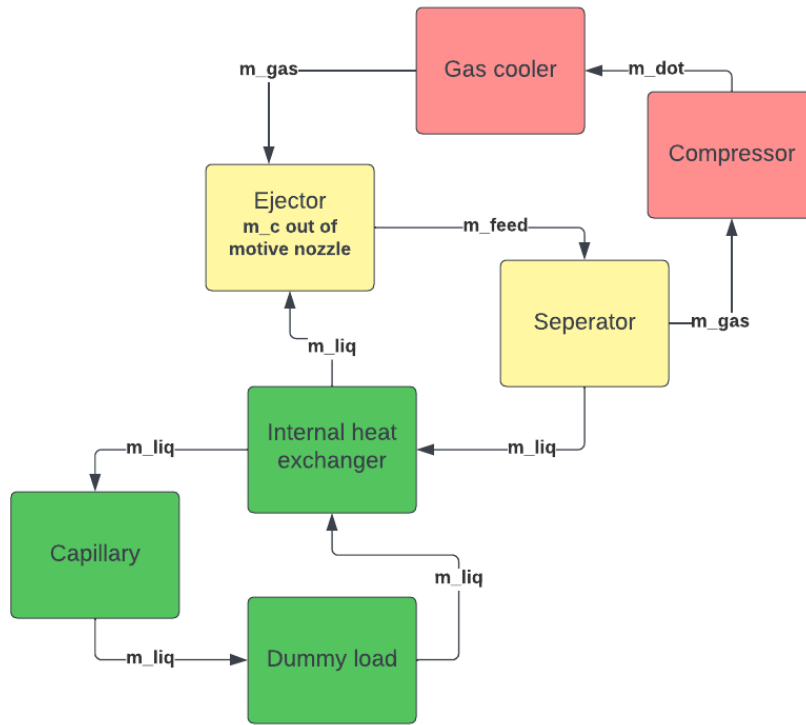 Gas cooler
m_gas
m_dot
Compressor
Ejector
m_c out of
motive nozzle
m_feed
Seperator
m_gas
m_liq
Internal heat
exchanger
m_liq
m_liq
Capillary
m_liq
m_liq
Dummy load